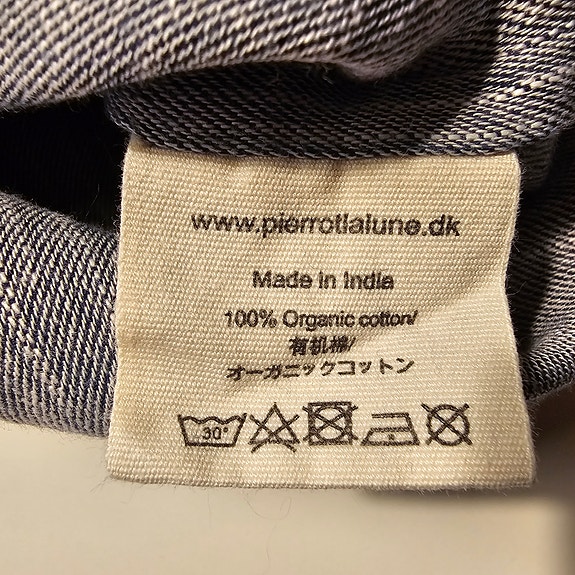 www.pierrotlalune.dk
Made in India
100% Organic cotton/
有机棉/
オーガニックコットン
30°